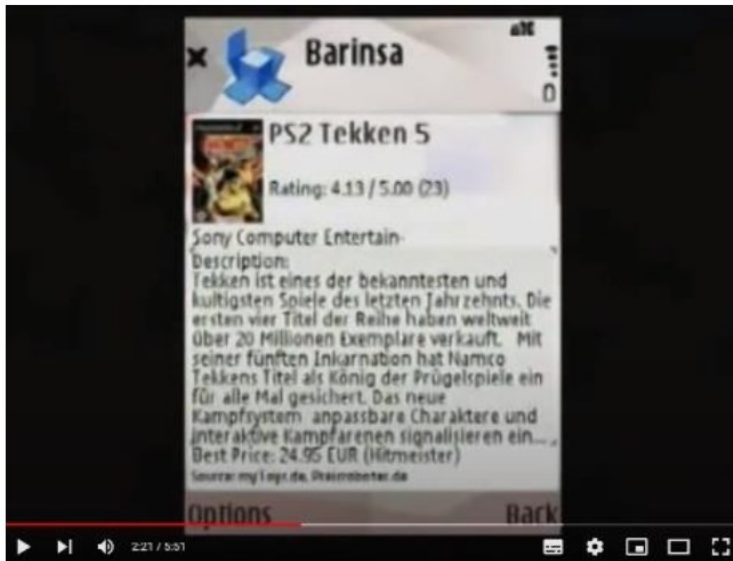 Barinsa
PS2 Tekken 5
Rating: 4.13 / 5.00 (23)
Sony Computer Entertain-
Description:
Tekken ist eines der bekanntesten und
kultigsten Spiele des letzten Jahrzehnts. Die
ersten vier Titel der Reihe haben weltweit
über 20 Millionen Exemplare verkauft. Mit
seiner fünften Inkarnation hat Namco
Tekkens Titel als König der Prügelspiele ein
für alle Mal gesichert. Das neue
Kampfsystem anpassbare Charaktere und
interaktive Kampfarenen signalisieren ein...
Best Price: 24.95 EUR (Hitmeister)
Source:
Options Back
2:21 / 5:51